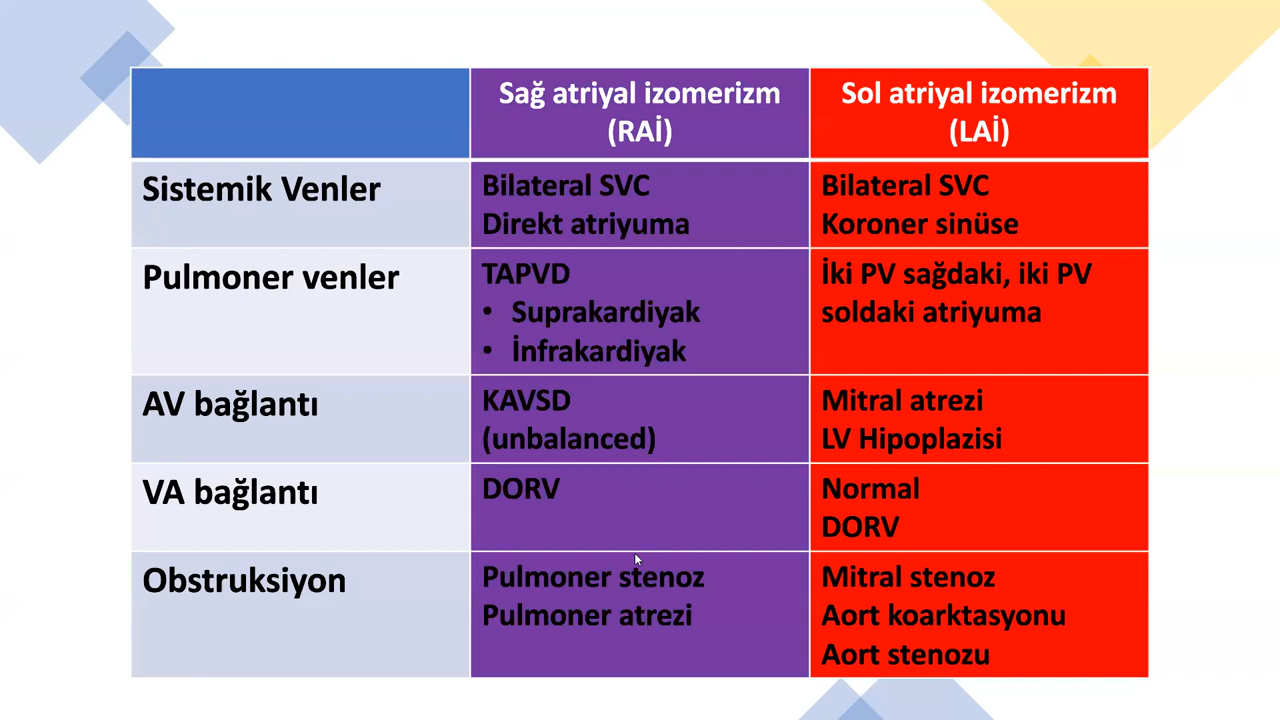 Sağ atriyal izomerizm
(RAİ)
Sol atriyal izomerizm
(LAİ)
Sistemik Venler
Bilateral SVC
Direkt atriyuma
Bilateral SVC
Koroner sinüse
Pulmoner venler
TAPVD
• Suprakardiyak
• İnfrakardiyak
İki PV sağdaki, iki PV
soldaki atriyuma
AV bağlantı
KAVSD
(unbalanced)
Mitral atrezi
LV Hipoplazisi
VA bağlantı
DORV
Normal
DORV
Obstruksiyon
Pulmoner stenoz
Pulmoner atrezi
Mitral stenoz
Aort koarktasyonu
Aort stenozu